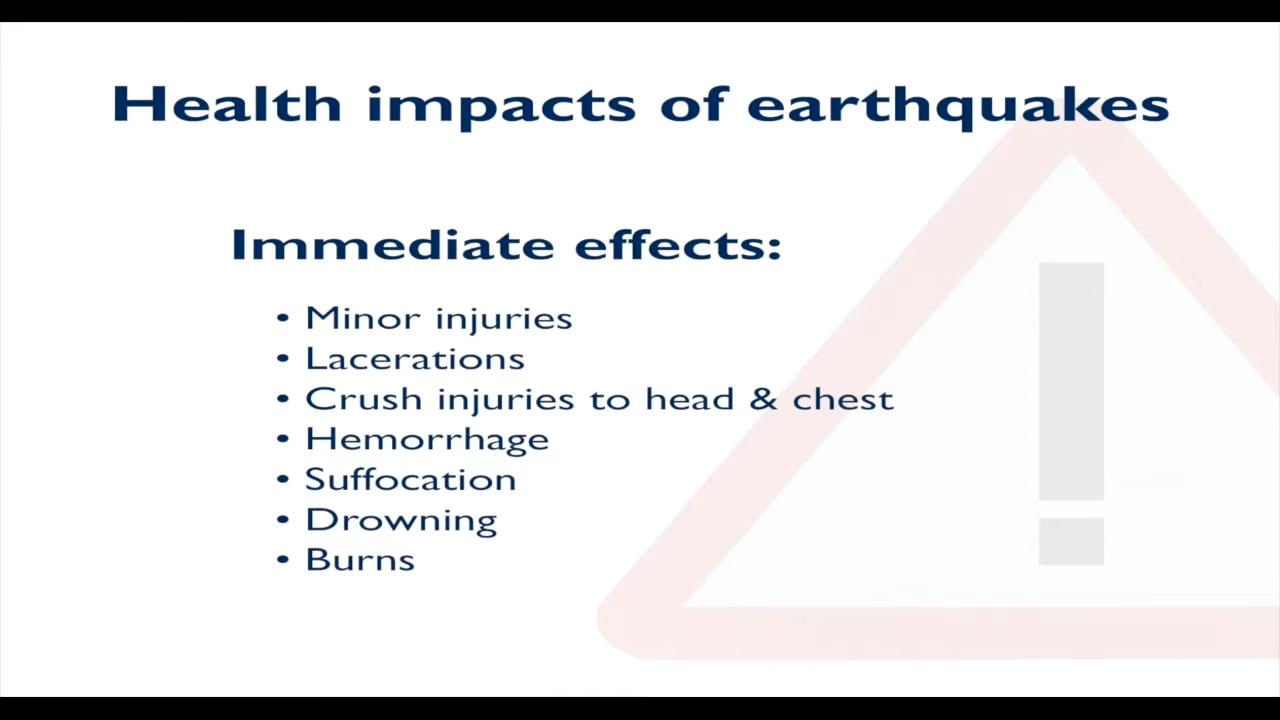 Health impacts of earthquakes
Immediate effects:
• Minor injuries
• Lacerations
• Crush injuries to head & chest
• Hemorrhage
• Suffocation
• Drowning
• Burns
!